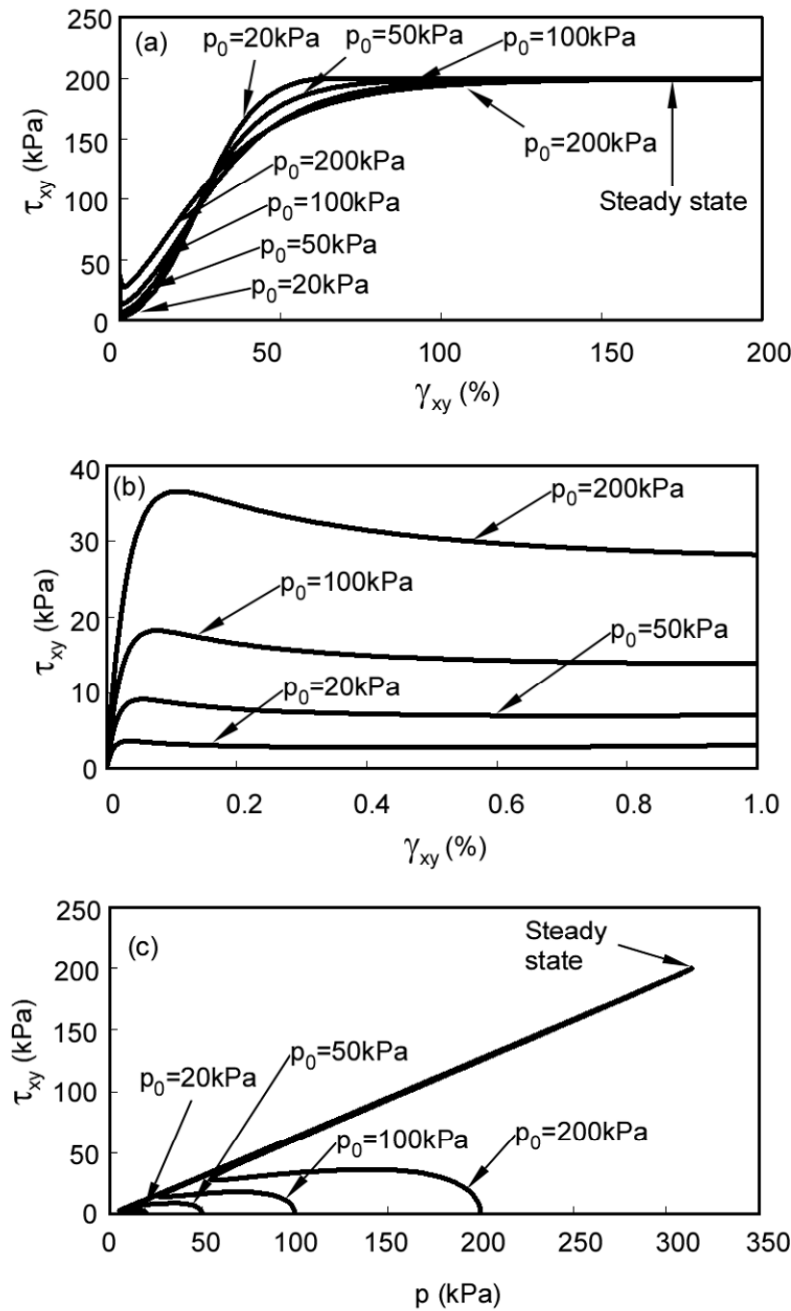 (a)
p₀=20kPa
p₀=50kPa
p₀=100kPa
250
200
150
100
50
0
τxy (kPa)
p₀=200kPa
p₀=200kPa
p₀=100kPa
p₀=50kPa
p₀=20kPa
Steady state
0 50 100 150 200
γxy (%)
(b)
40
30
20
10
0
τxy (kPa)
p₀=200kPa
p₀=100kPa
p₀=50kPa
p₀=20kPa
0 0.2 0.4 0.6 0.8 1.0
γxy (%)
(c)
250
200
150
100
50
0
τxy (kPa)
Steady
state
p₀=50kPa
p₀=20kPa
p₀=100kPa
p₀=200kPa
0 50 100 150 200 250 300 350
p (kPa)